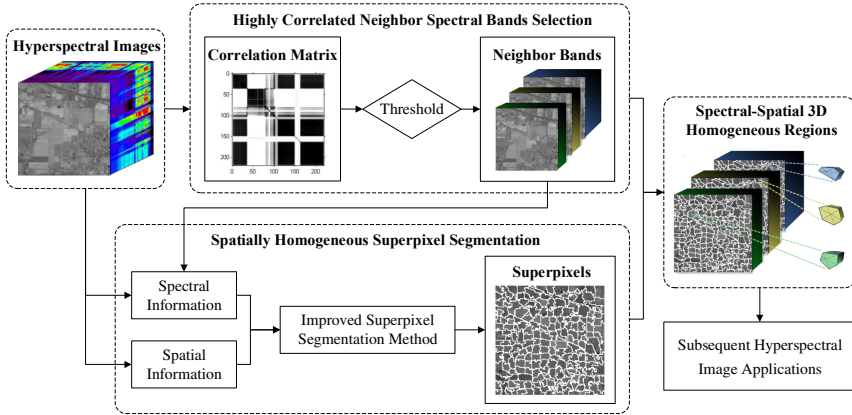 Highly Correlated Neighbor Spectral Bands Selection
Hyperspectral Images
Correlation Matrix
0
50
100
150
200
0 50 100 150 200
Threshold
Neighbor Bands
Spectral-Spatial 3D
Homogeneous Regions
Spatially Homogeneous Superpixel Segmentation
Spectral
Information
Spatial
Information
Improved Superpixel
Segmentation Method
Superpixels
Subsequent Hyperspectral
Image Applications